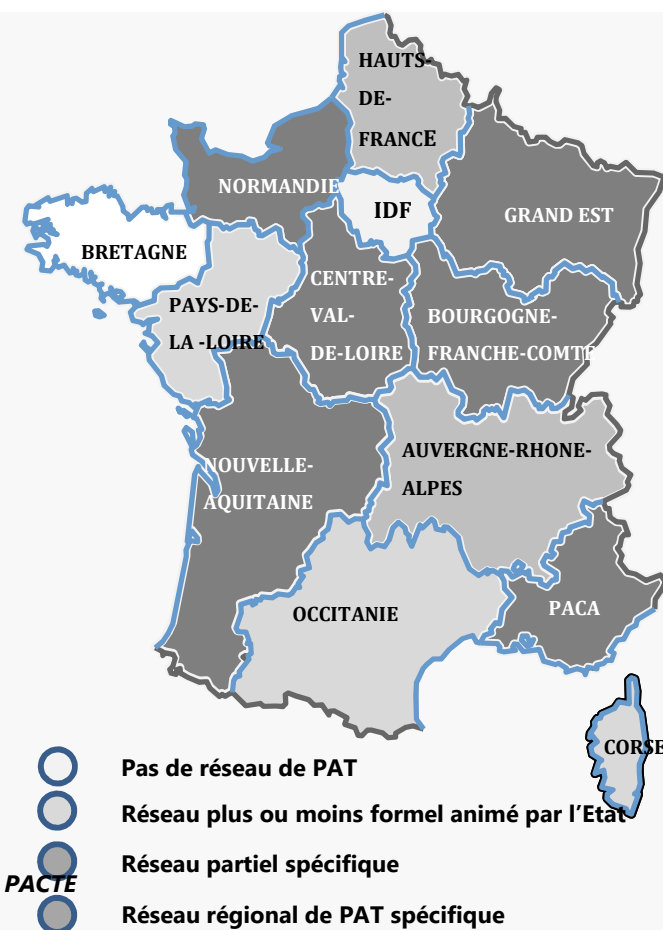 HAUTS-
DE-
FRANCE
NORMANDIE
IDF
GRAND EST
BRETAGNE
CENTRE-
VAL-
DE-LOIRE
PAYS-DE-
LA -LOIRE
BOURGOGNE-
FRANCHE-COMTE
AUVERGNE-RHONE-
ALPES
NOUVELLE-
AQUITAINE
OCCITANIE
PACA
CORSE
Pas de réseau de PAT
Réseau plus ou moins formel animé par l’Etat
Réseau partiel spécifique
PACTE
Réseau régional de PAT spécifique